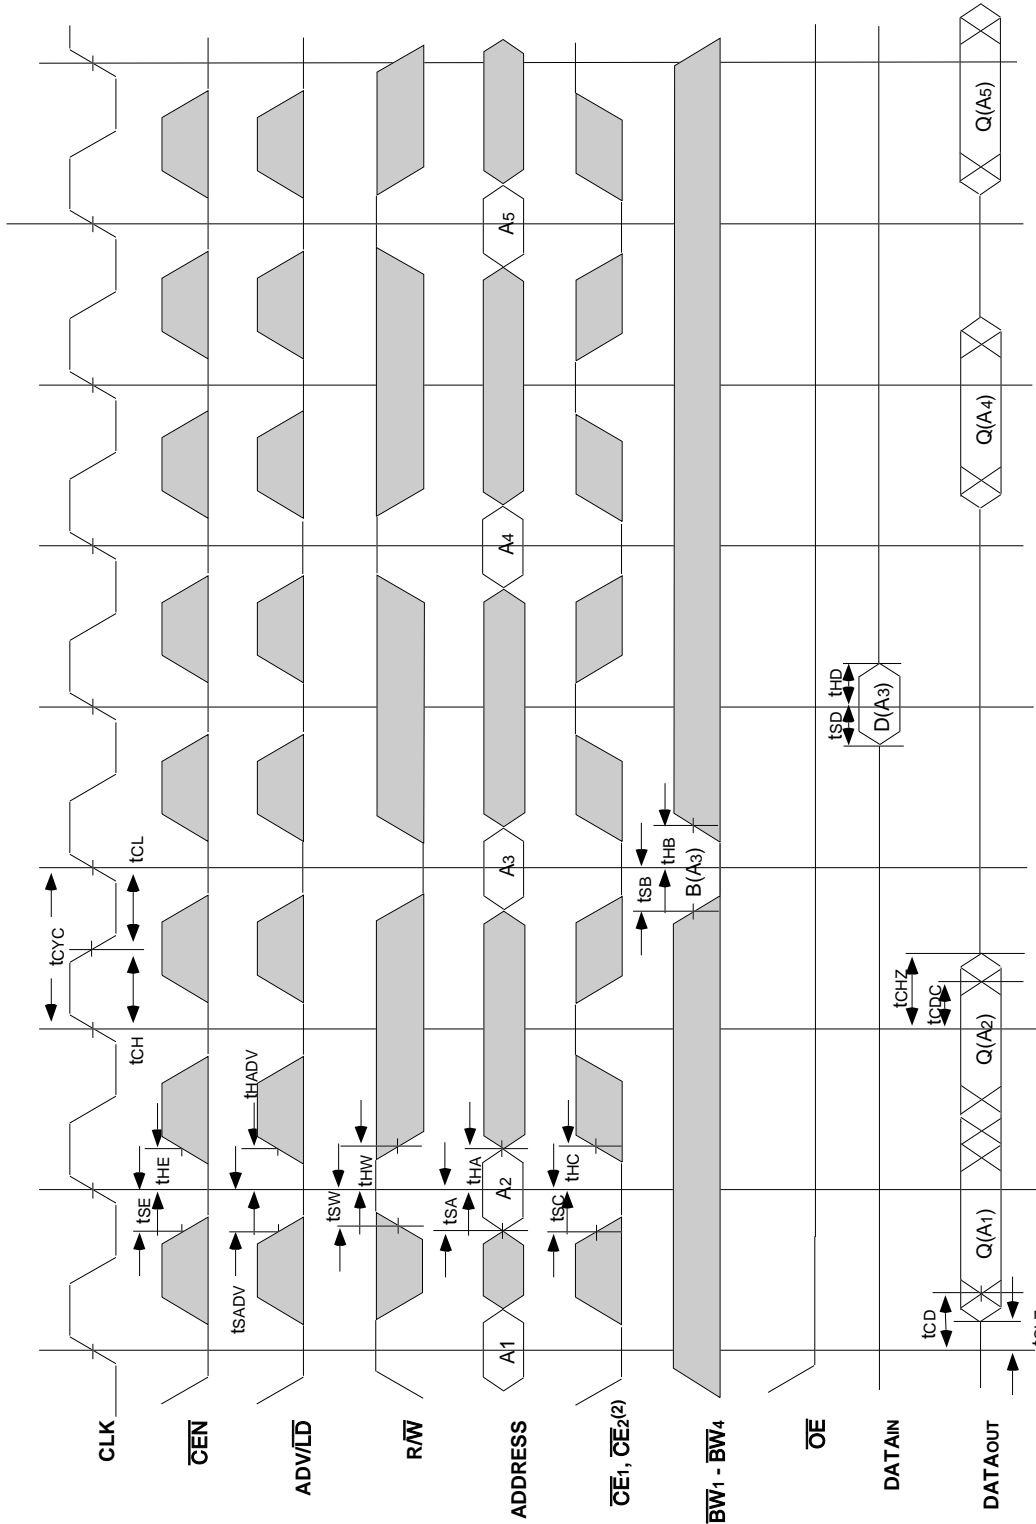 tCYC
tCH
tCL
CLK
tSE
tHE
CEN
tSADV
tHADV
ADV/LD
tSW
tHW
R/W
tSA
tHA
ADDRESS
A1
A2
A3
A4
A5
tSC
tHC
CE1, CE2(2)
tSB
tHB
B(A3)
BW1 - BW4
OE
tSD
tHD
D(A3)
DATAIN
tCD
tCHZ
tCDC
Q(A1)
Q(A2)
Q(A4)
Q(A5)
DATAOUT